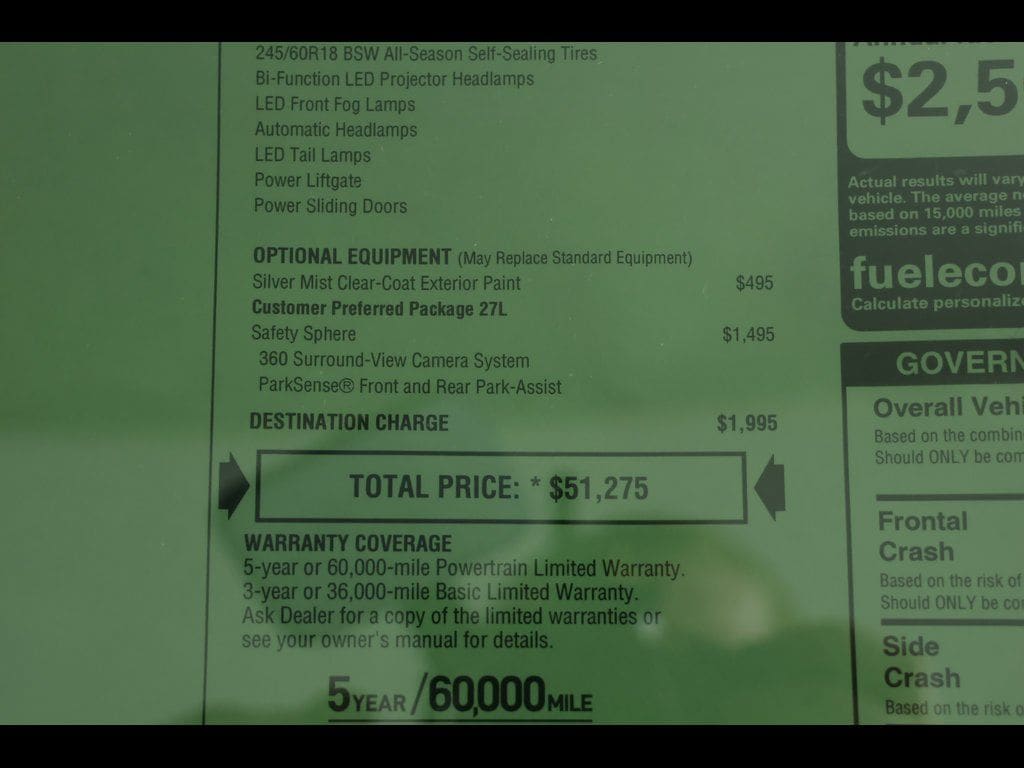 245/60R18 BSW All-Season Self-Sealing Tires
Bi-Function LED Projector Headlamps
LED Front Fog Lamps
Automatic Headlamps
LED Tail Lamps
Power Liftgate
Power Sliding Doors
OPTIONAL EQUIPMENT (May Replace Standard Equipment)
Silver Mist Clear-Coat Exterior Paint $495
Customer Preferred Package 27L
Safety Sphere $1,495
360 Surround-View Camera System
ParkSense® Front and Rear Park-Assist
DESTINATION CHARGE $1,995
TOTAL PRICE: * $51,275
WARRANTY COVERAGE
5-year or 60,000-mile Powertrain Limited Warranty.
3-year or 36,000-mile Basic Limited Warranty.
Ask Dealer for a copy of the limited warranties or
see your owner's manual for details.
5 YEAR / 60,000 MILE
$2,5
Actual results will vary
vehicle. The average n
based on 15,000 miles
emissions are a signifi
fueleco
Calculate personalize
GOVERN
Overall Vehi
Based on the combin
Should ONLY be com
Frontal
Crash
Based on the risk of
Should ONLY be co
Side
Crash
Based on the risk o